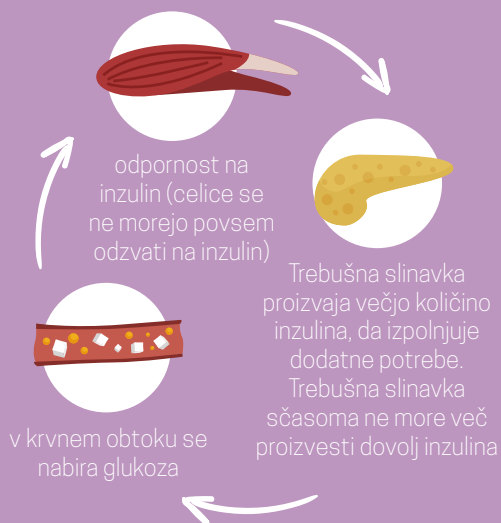 odpornost na
inzulin (celice se
ne morejo povsem
odzvati na inzulin)
Trebušna slinavka
proizvaja večjo količino
inzulina, da izpolnjuje
dodatne potrebe.
Trebušna slinavka
sčasoma ne more več
proizvesti dovolj inzulina
v krvnem obtoku se
nabira glukoza